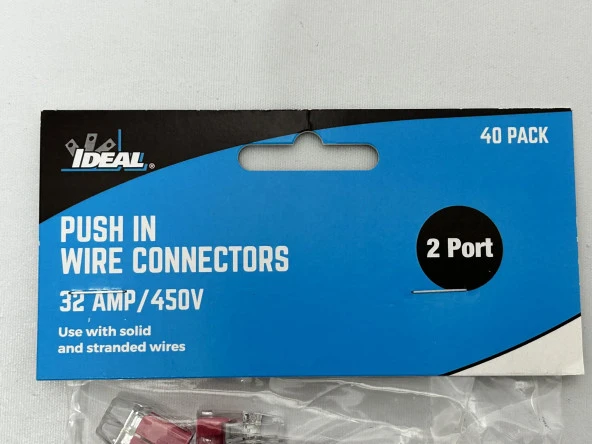 IDEAL®
40 PACK
PUSH IN
WIRE CONNECTORS
2 Port
32 AMP/450V
Use with solid
and stranded wires